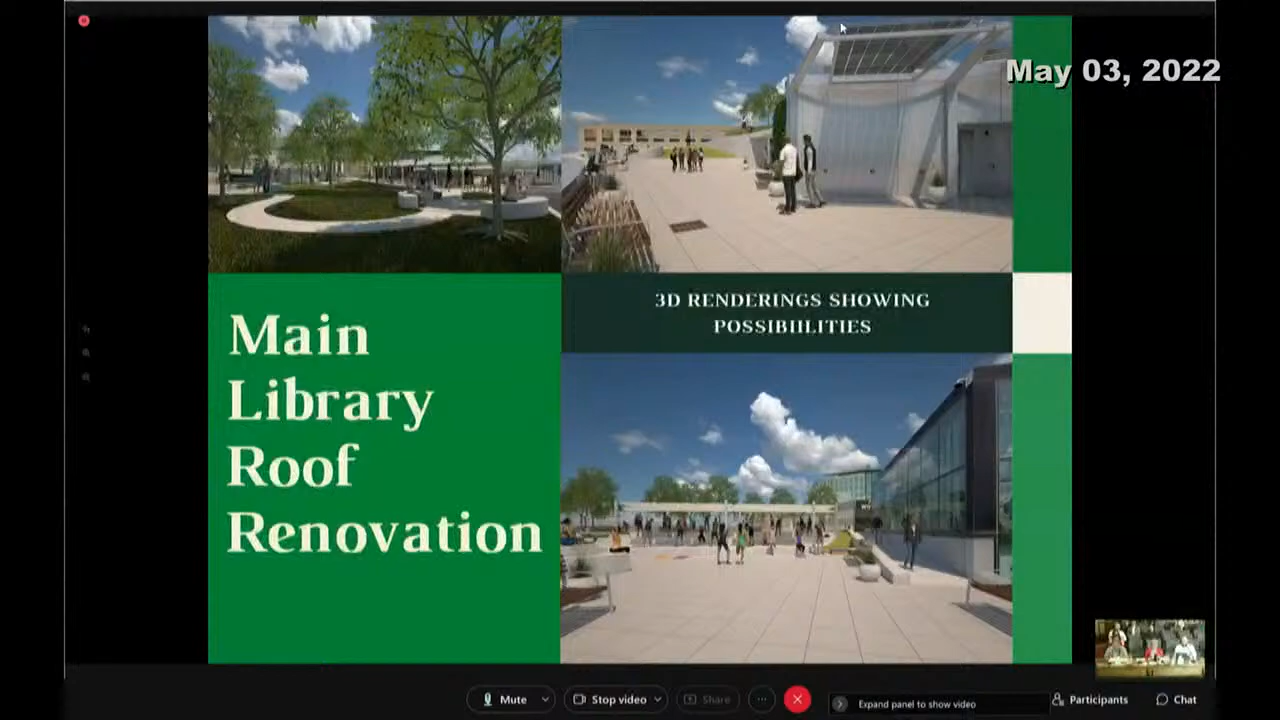 May 03, 2022
3D RENDERINGS SHOWING
POSSIBIILITIES
Main
Library
Roof
Renovation
Mute
Stop video
Share
Expand panel to show video
Participants
Chat